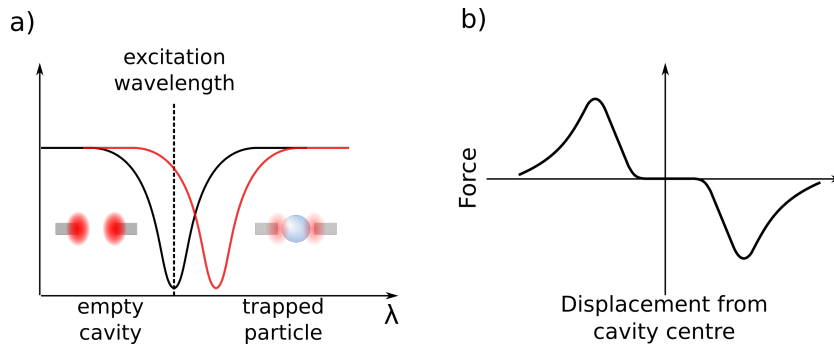 a)
excitation
wavelength
empty
cavity
trapped
particle
λ
b)
Force
Displacement from
cavity centre